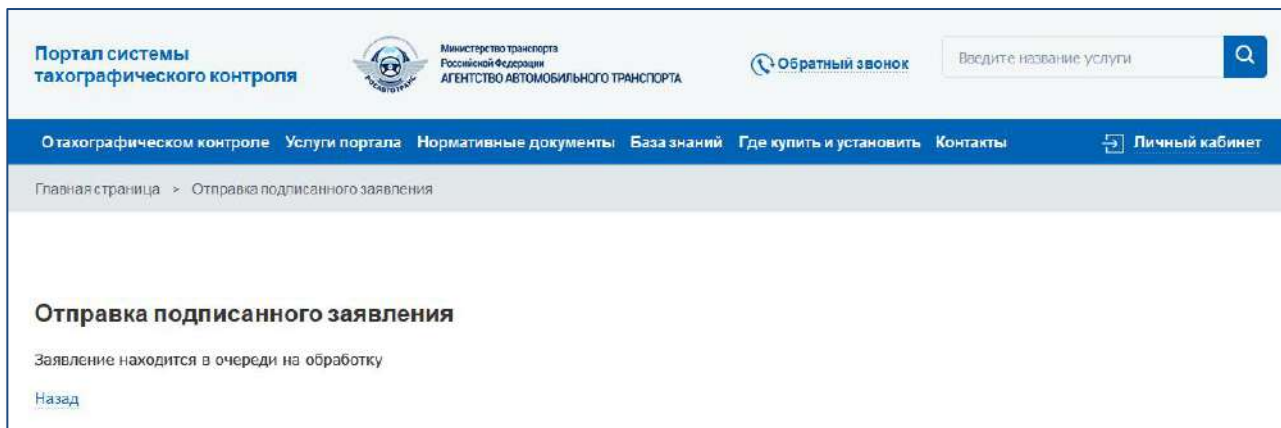 Портал системы
тахографического контроля
РОСАВТОТРАНС
Министерство транспорта
Российской Федерации
АГЕНТСТВО АВТОМОБИЛЬНОГО ТРАНСПОРТА
Обратный звонок
Введите название услуги
О тахографическом контроле Услуги портала Нормативные документы База знаний Где купить и установить Контакты Личный кабинет
Главная страница > Отправка подписанного заявления
Отправка подписанного заявления
Заявление находится в очереди на обработку
Назад